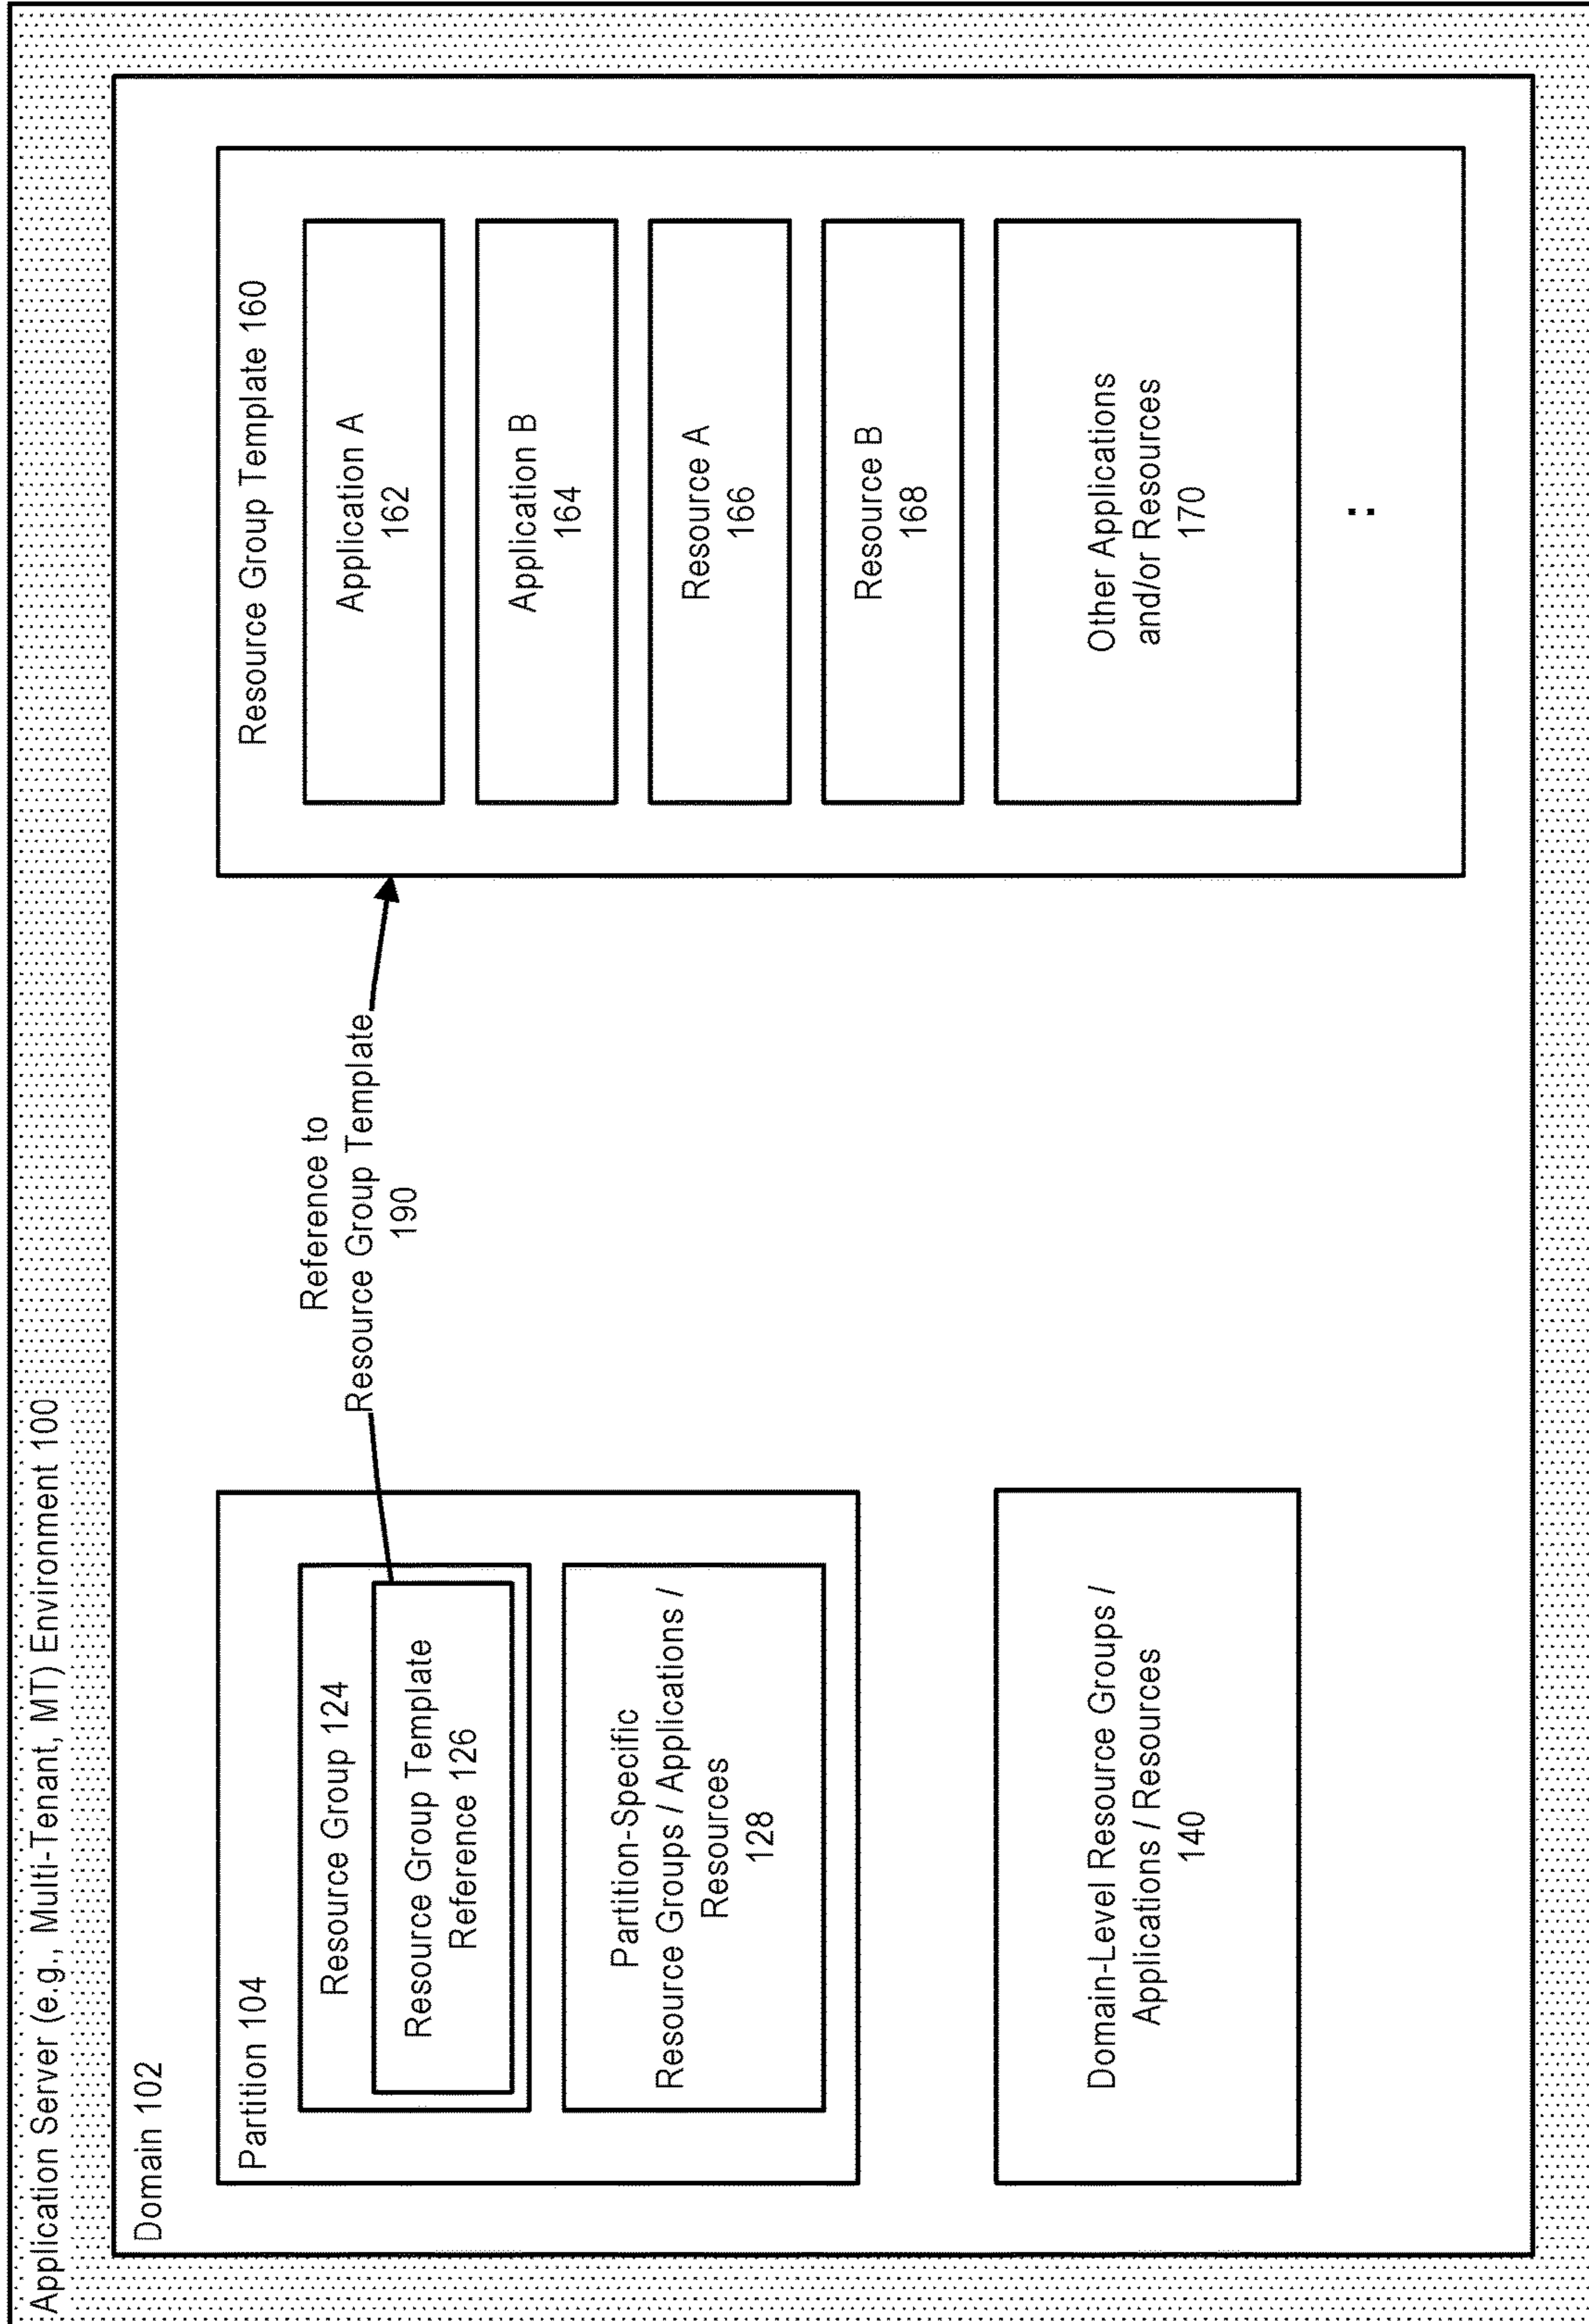 Application Server (e.g., Multi-Tenant, MT) Environment 100
Domain 102
Partition 104
Resource Group 124
Resource Group Template
Reference 126
Partition-Specific
Resource Groups / Applications /
Resources
128
Domain-Level Resource Groups /
Applications / Resources
140
Reference to
Resource Group Template
190
Resource Group Template 160
Application A
162
Application B
164
Resource A
166
Resource B
168
Other Applications
and/or Resources
170
..